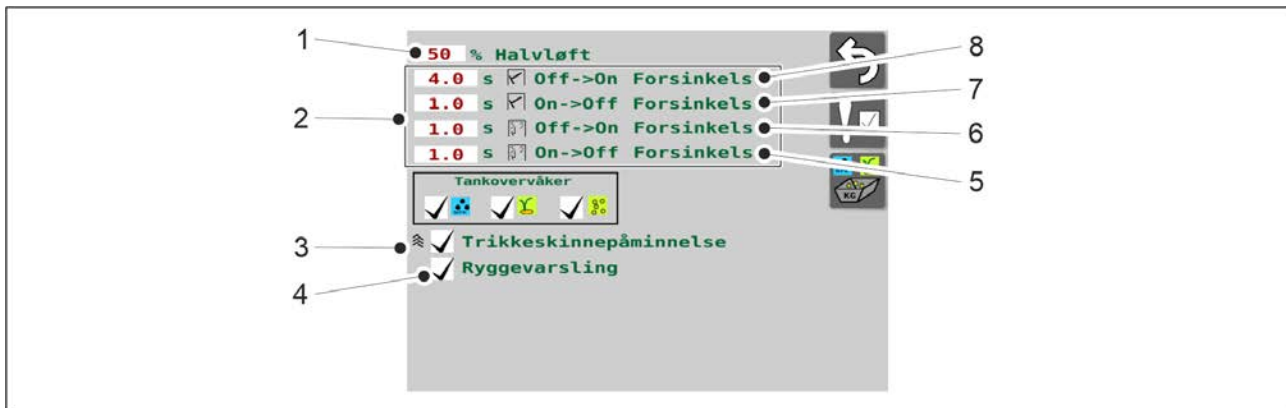 1
50 % Halvløft
8
4.0 s Off->On Forsinkels
7
1.0 s On->Off Forsinkels
2
1.0 s Off->On Forsinkels
6
1.0 s On->Off Forsinkels
5
Tankovervåker
KG
3
Trikkeskinnepåminnelse
Ryggevarsling
4